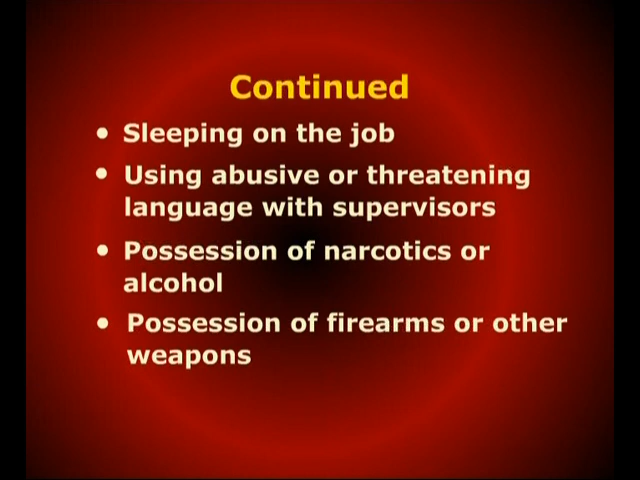 Continued
• Sleeping on the job
• Using abusive or threatening
language with supervisors
• Possession of narcotics or
alcohol
• Possession of firearms or other
weapons